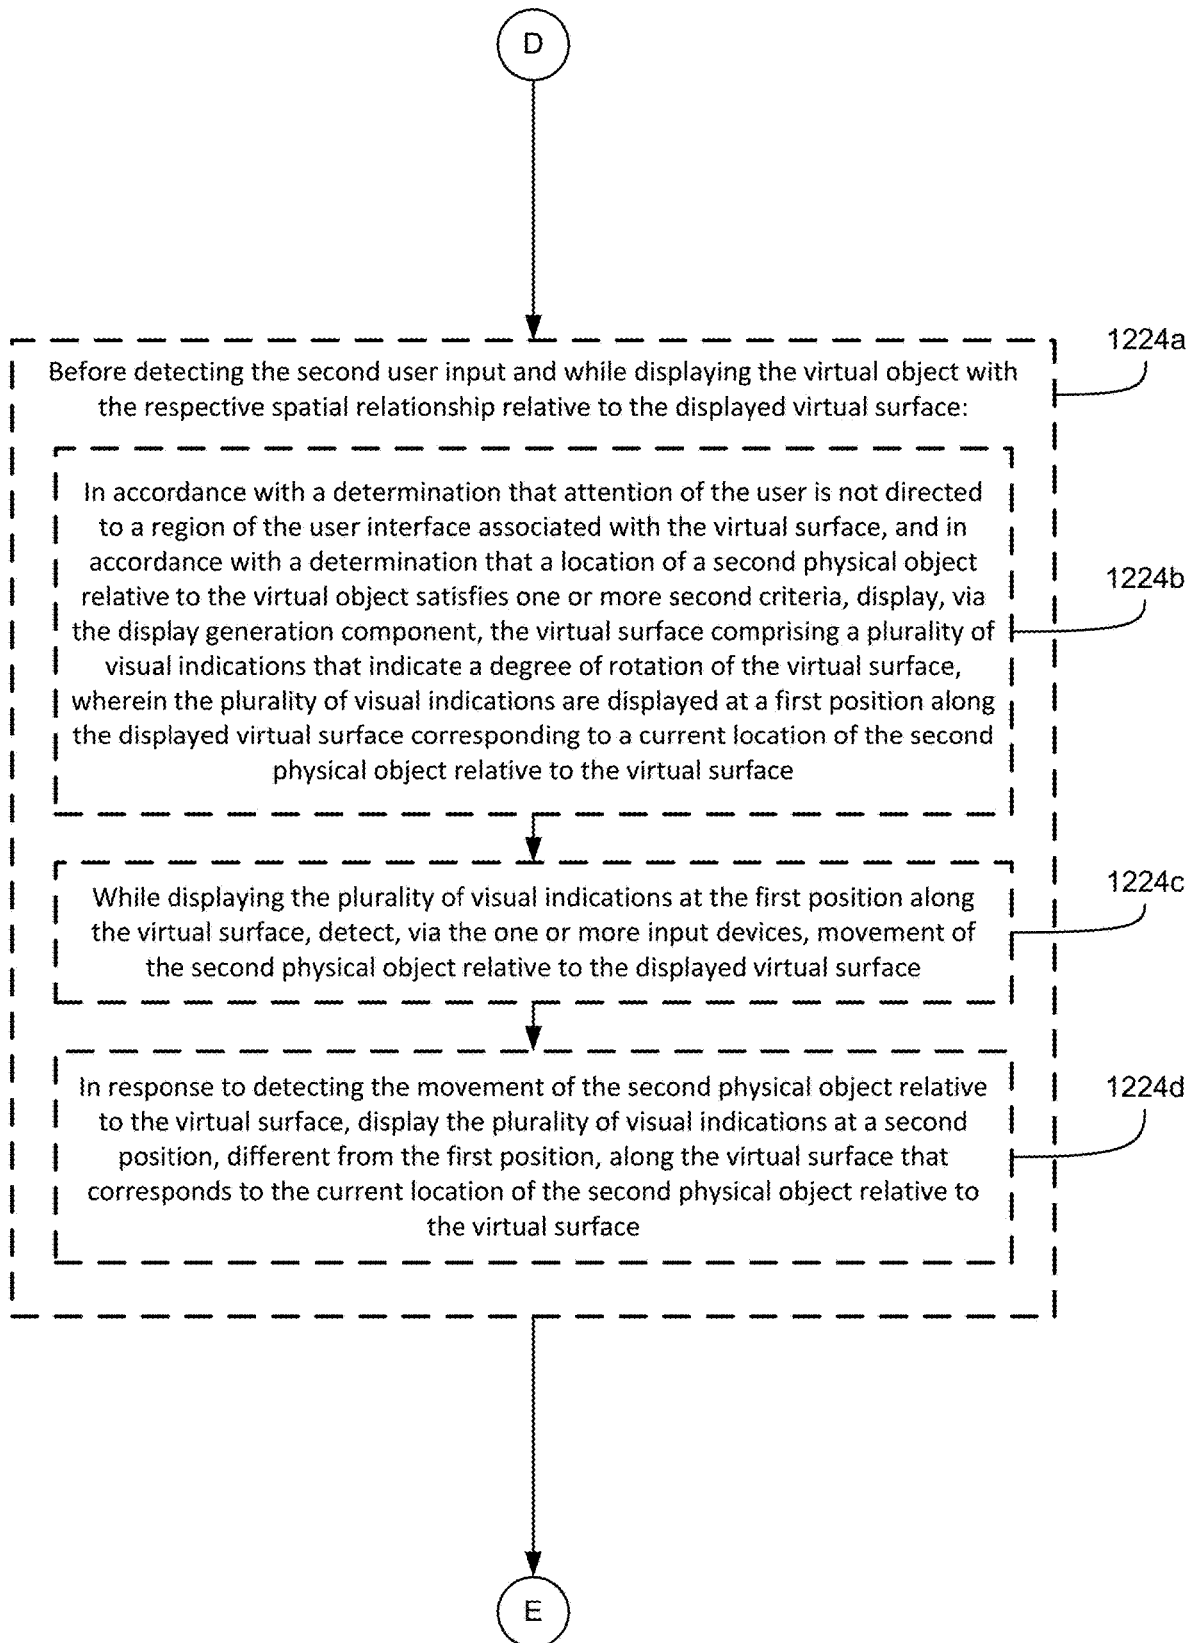 D
1224a
Before detecting the second user input and while displaying the virtual object with
the respective spatial relationship relative to the displayed virtual surface:
In accordance with a determination that attention of the user is not directed
to a region of the user interface associated with the virtual surface, and in
accordance with a determination that a location of a second physical object
relative to the virtual object satisfies one or more second criteria, display, via
the display generation component, the virtual surface comprising a plurality of
visual indications that indicate a degree of rotation of the virtual surface,
wherein the plurality of visual indications are displayed at a first position along
the displayed virtual surface corresponding to a current location of the second
physical object relative to the virtual surface
1224b
While displaying the plurality of visual indications at the first position along
the virtual surface, detect, via the one or more input devices, movement of
the second physical object relative to the displayed virtual surface
1224c
In response to detecting the movement of the second physical object relative
to the virtual surface, display the plurality of visual indications at a second
position, different from the first position, along the virtual surface that
corresponds to the current location of the second physical object relative to
the virtual surface
1224d
E